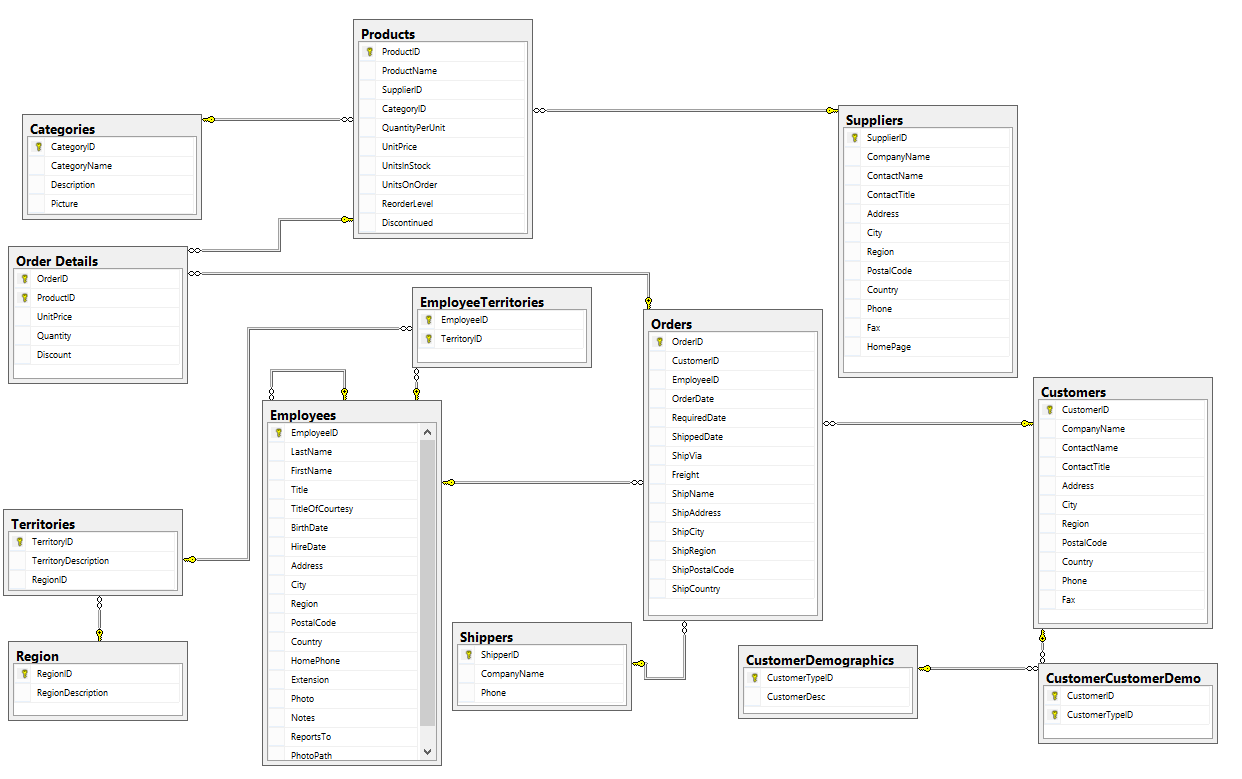 Products
ProductID
ProductName
SupplierID
CategoryID
QuantityPerUnit
UnitPrice
UnitsInStock
UnitsOnOrder
ReorderLevel
Discontinued
Categories
CategoryID
CategoryName
Description
Picture
Suppliers
SupplierID
CompanyName
ContactName
ContactTitle
Address
City
Region
PostalCode
Country
Phone
Fax
HomePage
Order Details
OrderID
ProductID
UnitPrice
Quantity
Discount
EmployeeTerritories
EmployeeID
TerritoryID
Orders
OrderID
CustomerID
EmployeeID
OrderDate
RequiredDate
ShippedDate
ShipVia
Freight
ShipName
ShipAddress
ShipCity
ShipRegion
ShipPostalCode
ShipCountry
Customers
CustomerID
CompanyName
ContactName
ContactTitle
Address
City
Region
PostalCode
Country
Phone
Fax
Employees
EmployeeID
LastName
FirstName
Title
TitleOfCourtesy
BirthDate
HireDate
Address
City
Region
PostalCode
Country
HomePhone
Extension
Photo
Notes
ReportsTo
PhotoPath
Territories
TerritoryID
TerritoryDescription
RegionID
Region
RegionID
RegionDescription
Shippers
ShipperID
CompanyName
Phone
CustomerDemographics
CustomerTypeID
CustomerDesc
CustomerCustomerDemo
CustomerID
CustomerTypeID